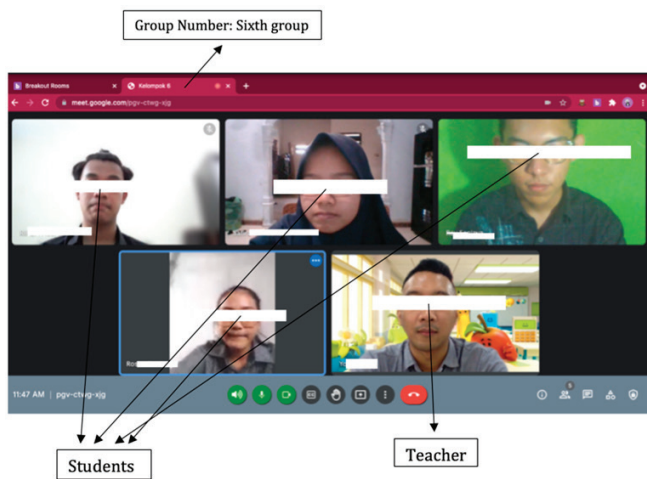 Group Number: Sixth group
Breakout Rooms
Kelompok 6
meet.google.com/pgv-ctwg-xjg
11:47 AM | pgv-ctwg-xjg
5
Students
Teacher